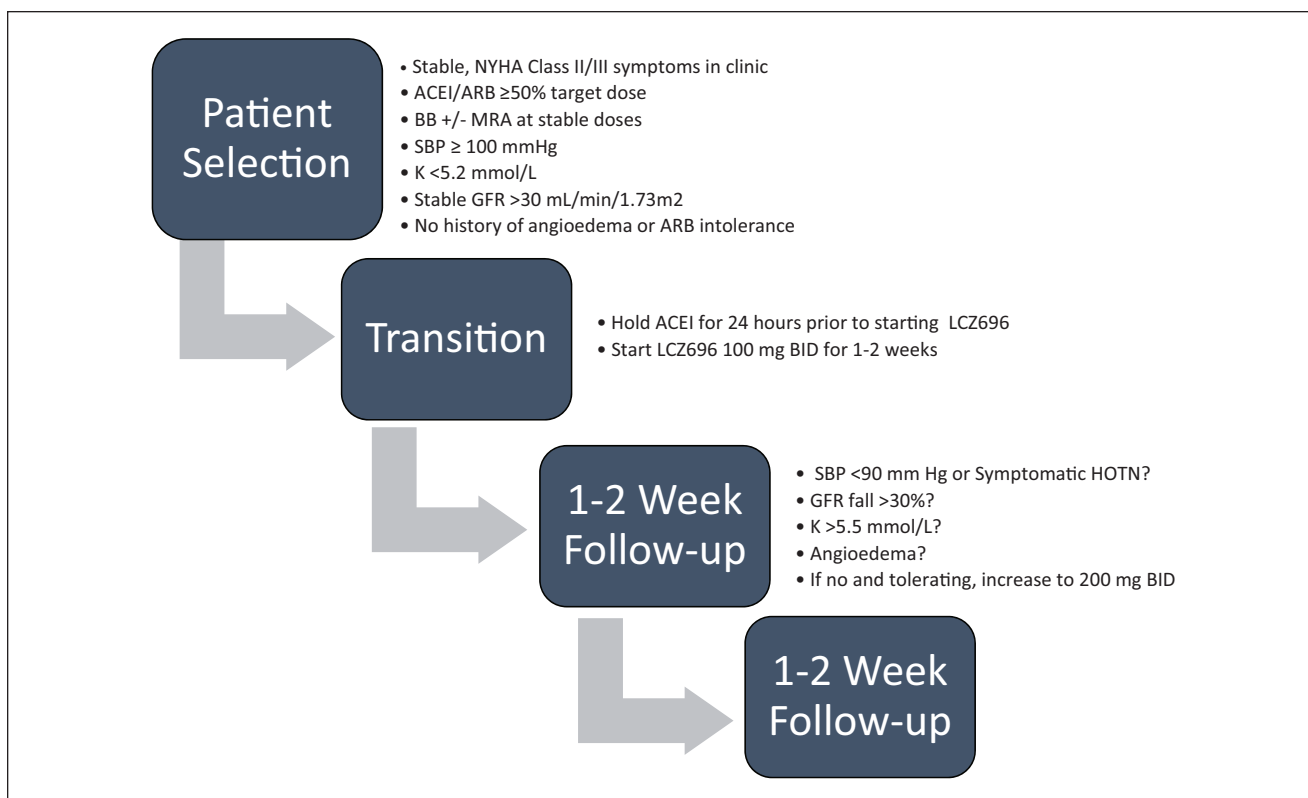 Patient
Selection
• Stable, NYHA Class II/III symptoms in clinic
• ACEI/ARB ≥50% target dose
• BB +/- MRA at stable doses
• SBP ≥ 100 mmHg
• K <5.2 mmol/L
• Stable GFR >30 mL/min/1.73m2
• No history of angioedema or ARB intolerance
Transition
• Hold ACEI for 24 hours prior to starting LCZ696
• Start LCZ696 100 mg BID for 1-2 weeks
1-2 Week
Follow-up
• SBP <90 mm Hg or Symptomatic HOTN?
• GFR fall >30%?
• K >5.5 mmol/L?
• Angioedema?
• If no and tolerating, increase to 200 mg BID
1-2 Week
Follow-up